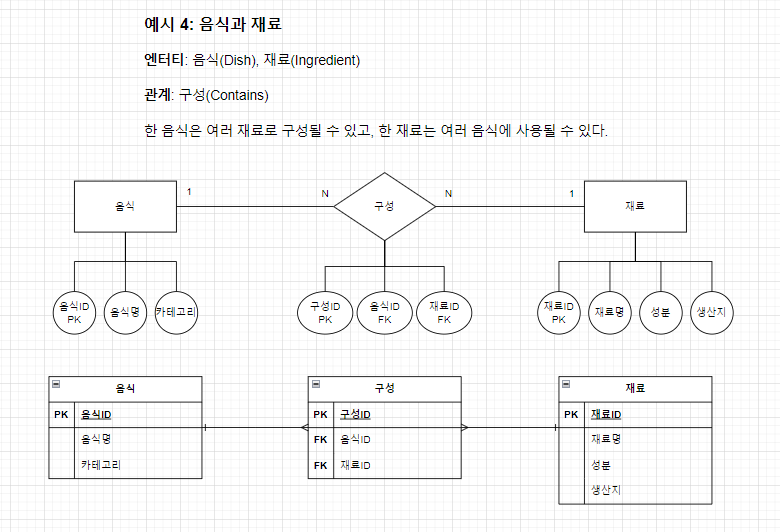 예시 4: 음식과 재료
엔터티: 음식(Dish), 재료(Ingredient)
관계: 구성(Contains)
한 음식은 여러 재료로 구성될 수 있고, 한 재료는 여러 음식에 사용될 수 있다.
음식 1 N 구성 N 1 재료
음식ID PK
음식명
카테고리
구성ID PK
음식ID FK
재료ID FK
재료ID PK
재료명
성분
생산지
음식
PK 음식ID
음식명
카테고리
구성
PK 구성ID
FK 음식ID
FK 재료ID
재료
PK 재료ID
재료명
성분
생산지